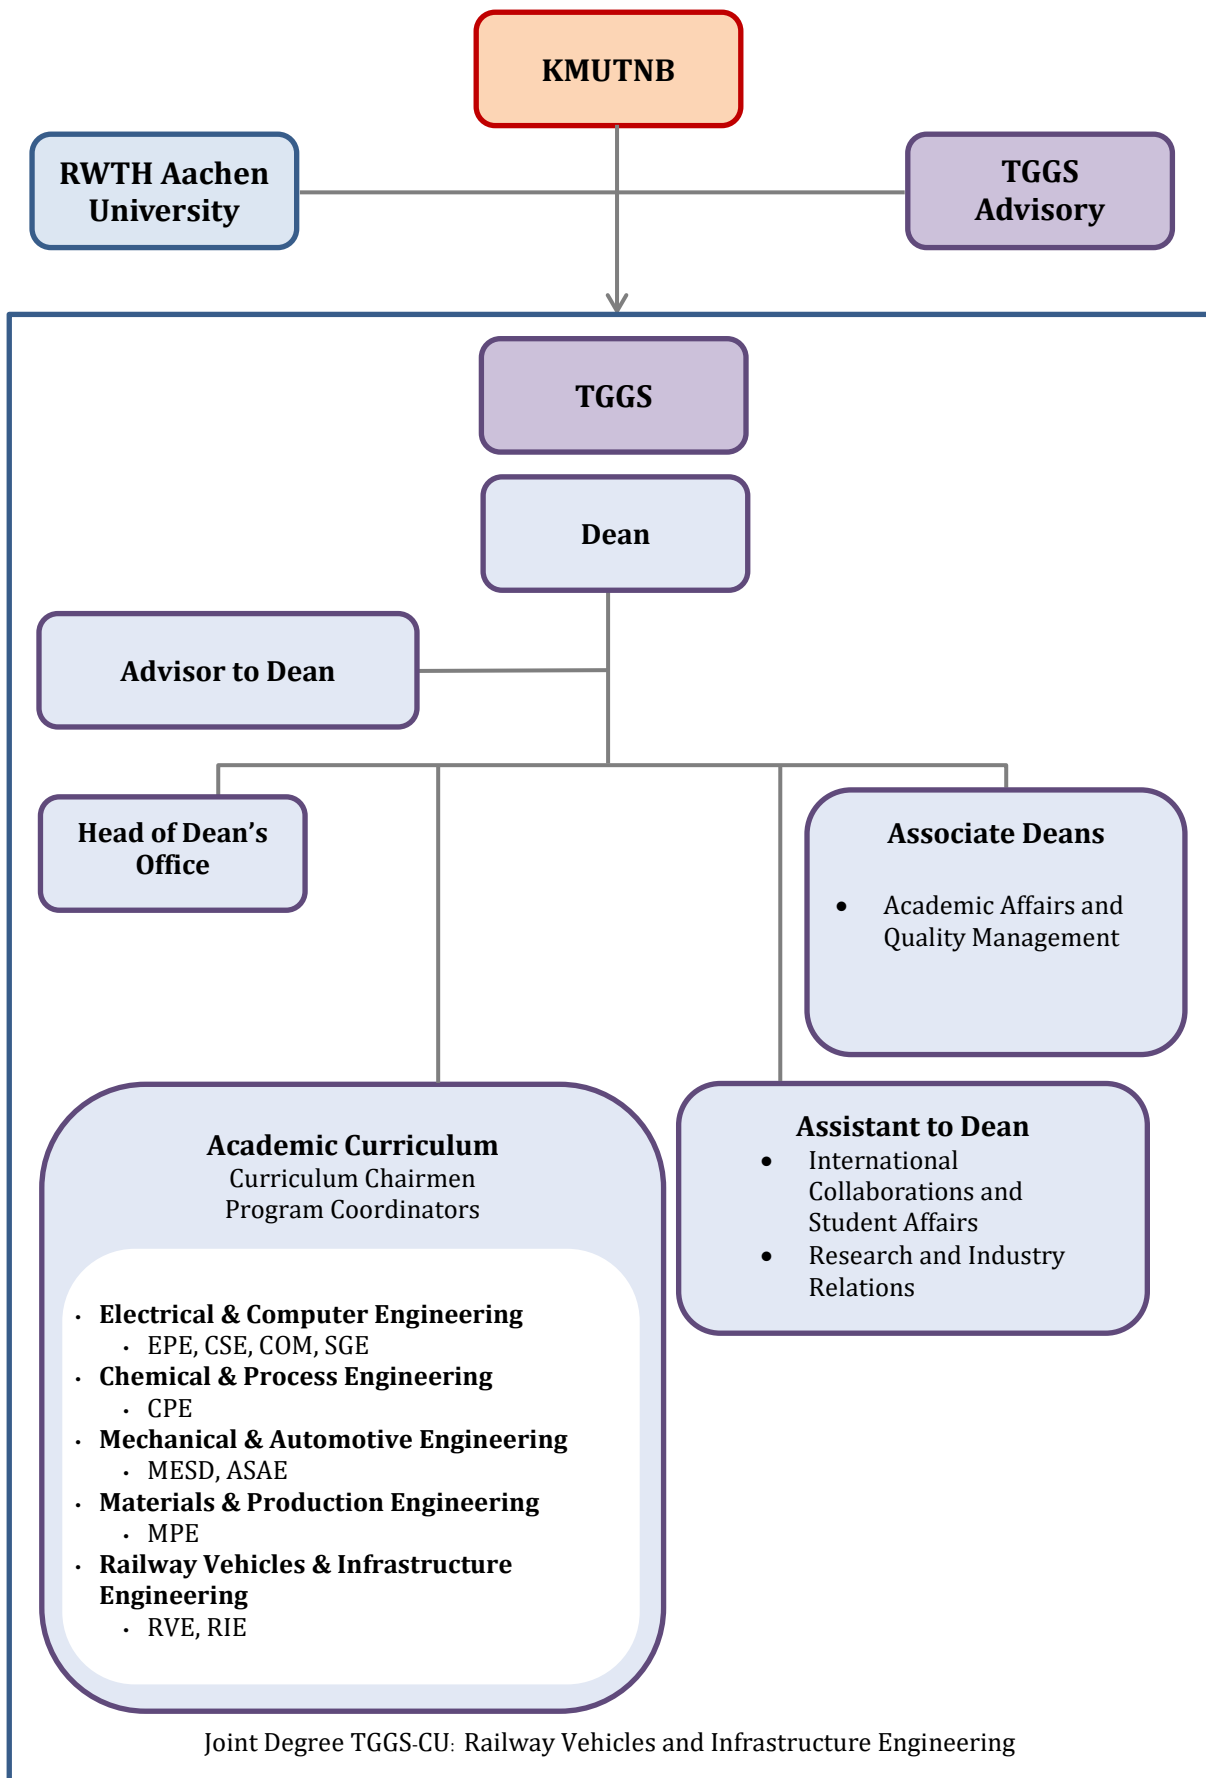 KMUTNB
RWTH Aachen
University
TGGS
Advisory
TGGS
Dean
Advisor to Dean
Head of Dean’s
Office
Associate Deans
• Academic Affairs and
Quality Management
Academic Curriculum
Curriculum Chairmen
Program Coordinators
• Electrical & Computer Engineering
• EPE, CSE, COM, SGE
• Chemical & Process Engineering
• CPE
• Mechanical & Automotive Engineering
• MESD, ASAE
• Materials & Production Engineering
• MPE
• Railway Vehicles & Infrastructure
Engineering
• RVE, RIE
Assistant to Dean
• International
Collaborations and
Student Affairs
• Research and Industry
Relations
Joint Degree TGGS-CU: Railway Vehicles and Infrastructure Engineering